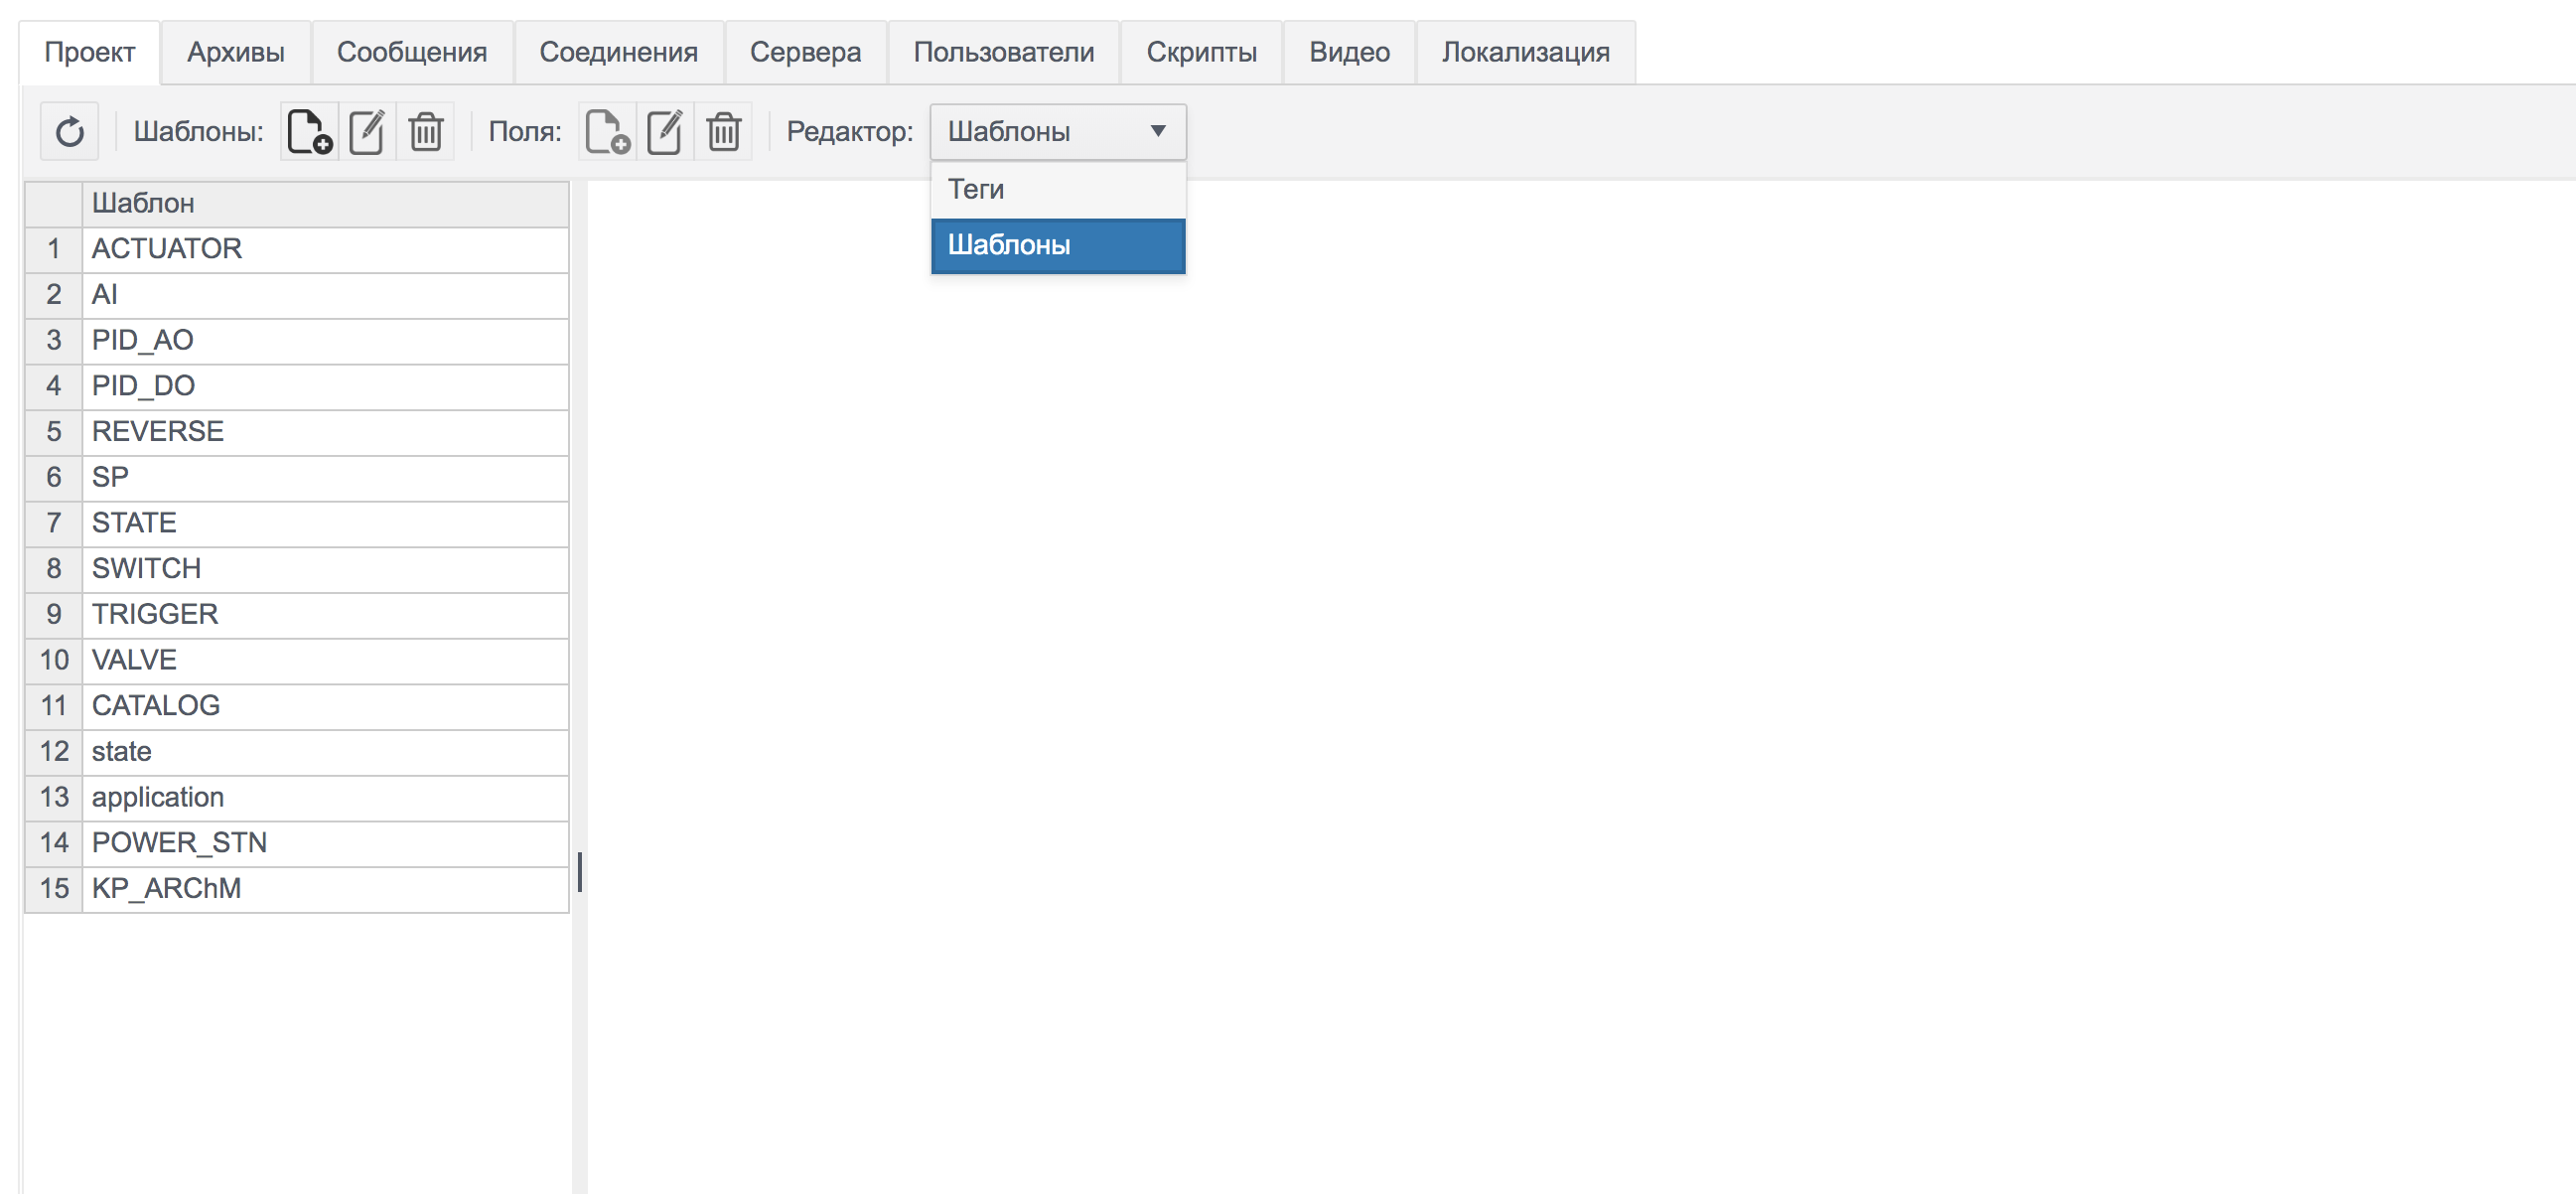 Проект Архивы Сообщения Соединения Сервера Пользователи Скрипты Видео Локализация
Шаблоны: Поля: Редактор: Шаблоны
Теги
Шаблоны
Шаблон
1 ACTUATOR
2 AI
3 PID_AO
4 PID_DO
5 REVERSE
6 SP
7 STATE
8 SWITCH
9 TRIGGER
10 VALVE
11 CATALOG
12 state
13 application
14 POWER_STN
15 KP_ARChM